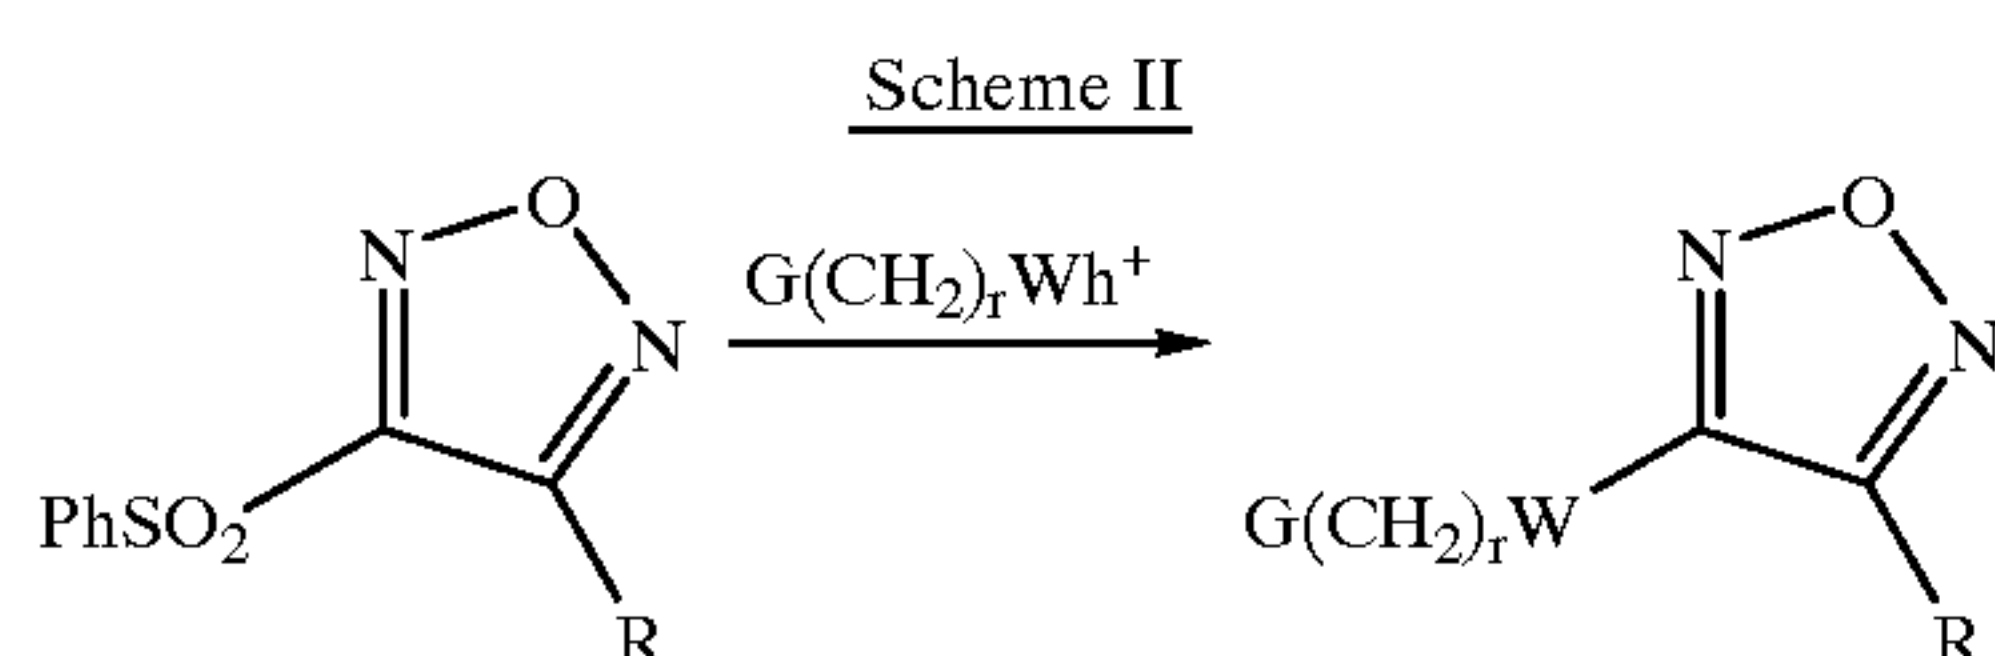 Scheme II
O O
N G(CH₂)ᵣWh⁺ N
N N
PhSO₂ G(CH₂)ᵣW
R R